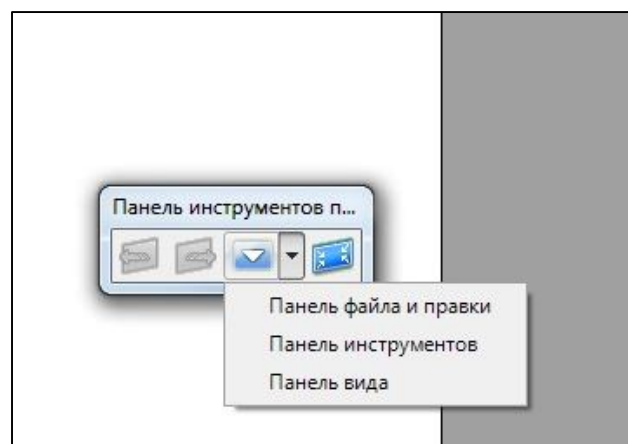 Панель инструментов п...
Панель файла и правки
Панель инструментов
Панель вида